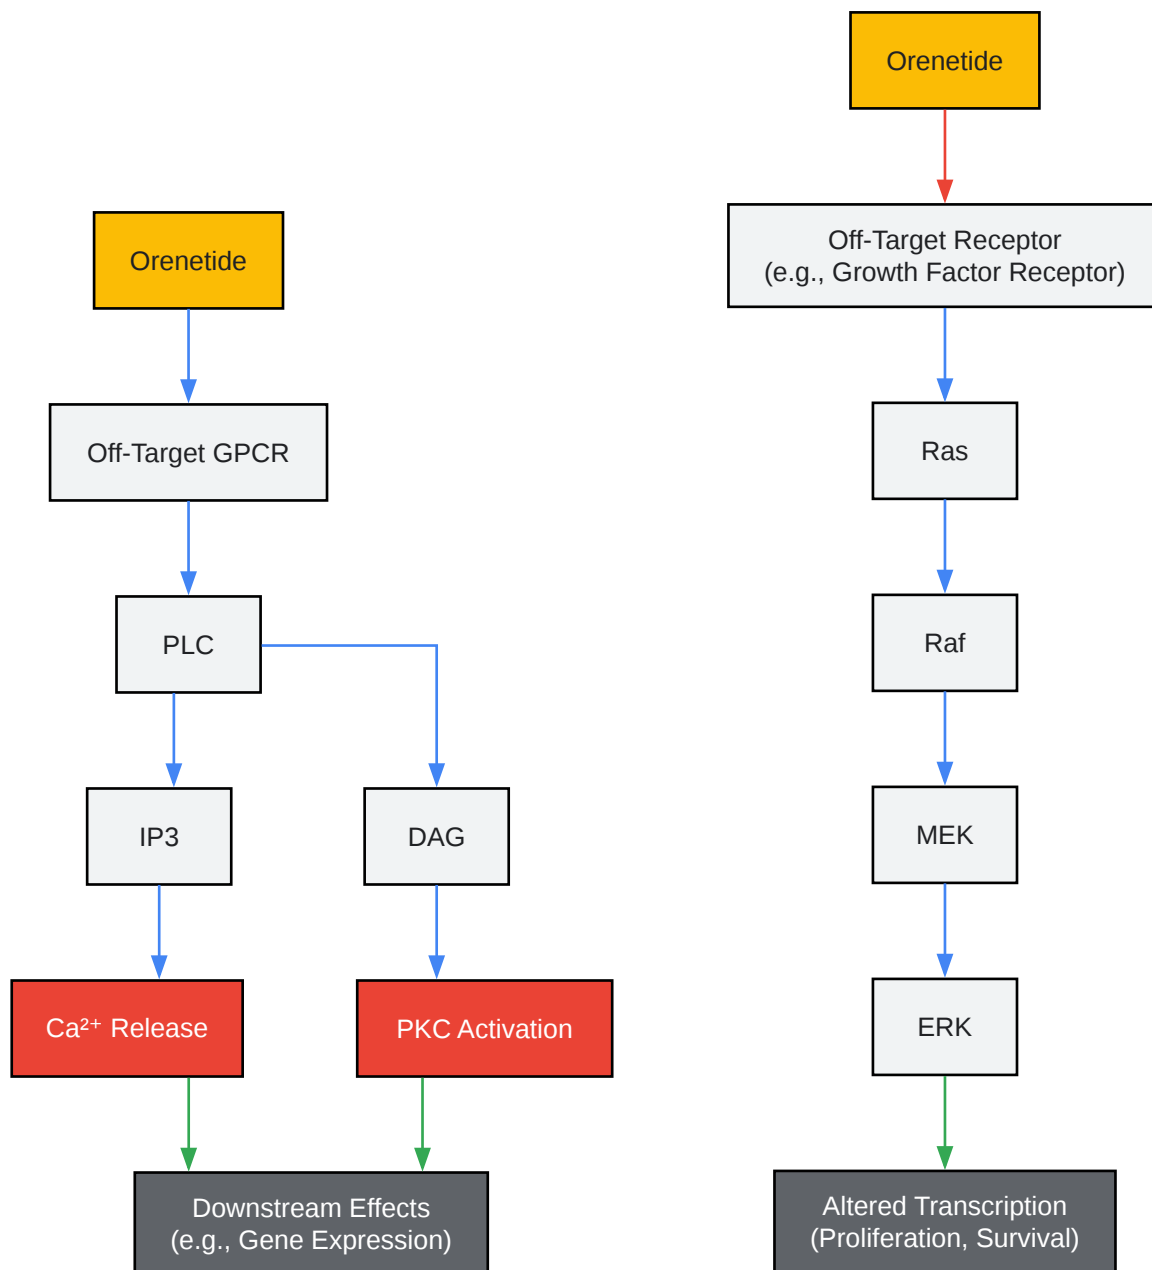 Orenetide
Off-Target GPCR
PLC
IP3
DAG
Ca²⁺ Release
PKC Activation
Downstream Effects
(e.g., Gene Expression)
Orenetide
Off-Target Receptor
(e.g., Growth Factor Receptor)
Ras
Raf
MEK
ERK
Altered Transcription
(Proliferation, Survival)